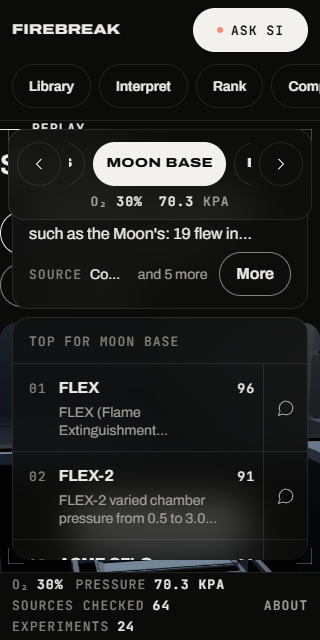 FIREBREAK
ASK SI
Library Interpret Rank
REPLAY
MOON BASE
O₂ 30% 70.3 KPA
such as the Moon's: 19 flew in...
SOURCE Co... and 5 more More
TOP FOR MOON BASE
01 FLEX 96
FLEX (Flame
Extinguishment...
02 FLEX-2 91
FLEX-2 varied chamber
pressure from 0.5 to 3.0...
O₂ 30% PRESSURE 70.3 KPA
SOURCES CHECKED 64 ABOUT
EXPERIMENTS 24